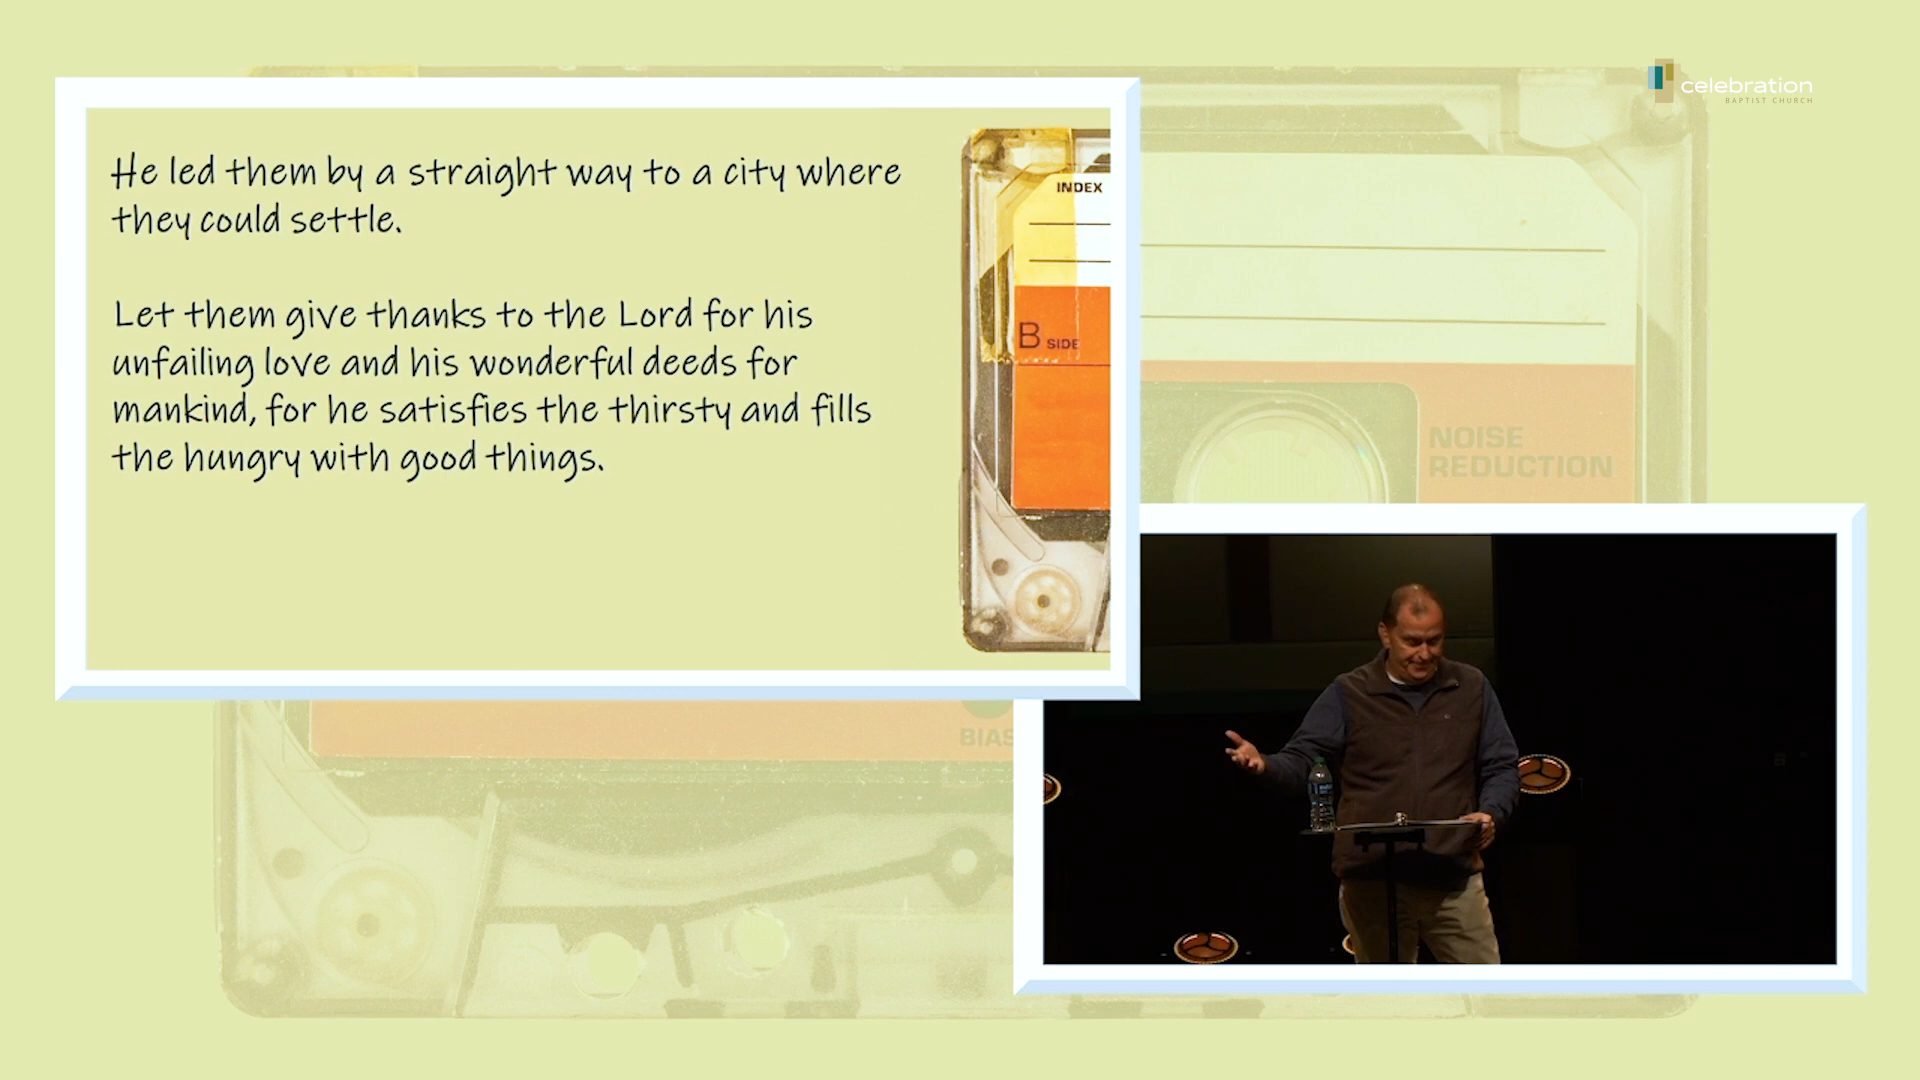 celebration
BAPTIST CHURCH
He led them by a straight way to a city where
they could settle.
Let them give thanks to the Lord for his
unfailing love and his wonderful deeds for
mankind, for he satisfies the thirsty and fills
the hungry with good things.
INDEX
B SIDE
NOISE
REDUCTION
BIAS